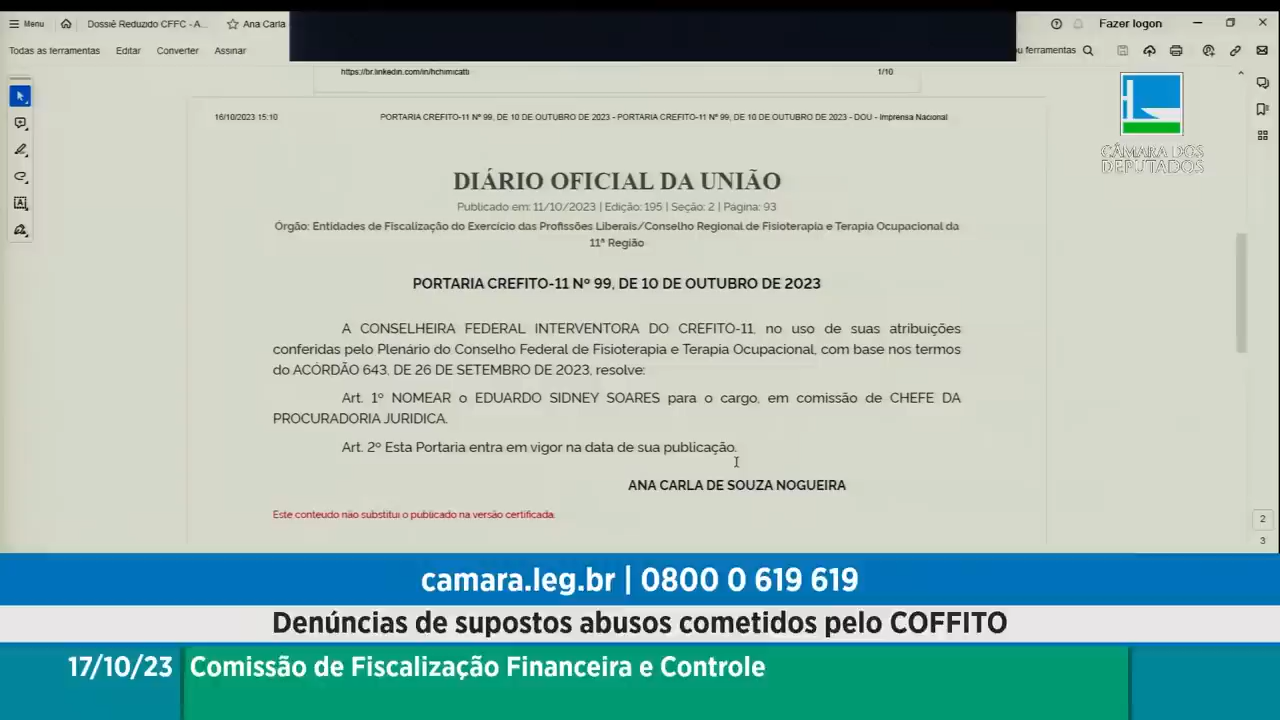 Menu
Dossiê Reduzido CFFC - A...
Ana Carla
Fazer logon
Todas as ferramentas
Editar
Converter
Assinar
ou ferramentas
https://br.linkedin.com/in/hchimicatti
1/10
16/10/2023 15:10
PORTARIA CREFITO-11 Nº 99, DE 10 DE OUTUBRO DE 2023 - PORTARIA CREFITO-11 Nº 99, DE 10 DE OUTUBRO DE 2023 - DOU - Imprensa Nacional
CÂMARA DOS
DEPUTADOS
DIÁRIO OFICIAL DA UNIÃO
Publicado em: 11/10/2023 | Edição: 195 | Seção: 2 | Página: 93
Órgão: Entidades de Fiscalização do Exercício das Profissões Liberais/Conselho Regional de Fisioterapia e Terapia Ocupacional da
11ª Região
PORTARIA CREFITO-11 Nº 99, DE 10 DE OUTUBRO DE 2023
A CONSELHEIRA FEDERAL INTERVENTORA DO CREFITO-11, no uso de suas atribuições
conferidas pelo Plenário do Conselho Federal de Fisioterapia e Terapia Ocupacional, com base nos termos
do ACÓRDÃO 643, DE 26 DE SETEMBRO DE 2023, resolve:
Art. 1º NOMEAR o EDUARDO SIDNEY SOARES para o cargo, em comissão de CHEFE DA
PROCURADORIA JURIDICA.
Art. 2º Esta Portaria entra em vigor na data de sua publicação.
ANA CARLA DE SOUZA NOGUEIRA
Este conteúdo não substitui o publicado na versão certificada.
2
3
camara.leg.br | 0800 0 619 619
Denúncias de supostos abusos cometidos pelo COFFITO
17/10/23
Comissão de Fiscalização Financeira e Controle